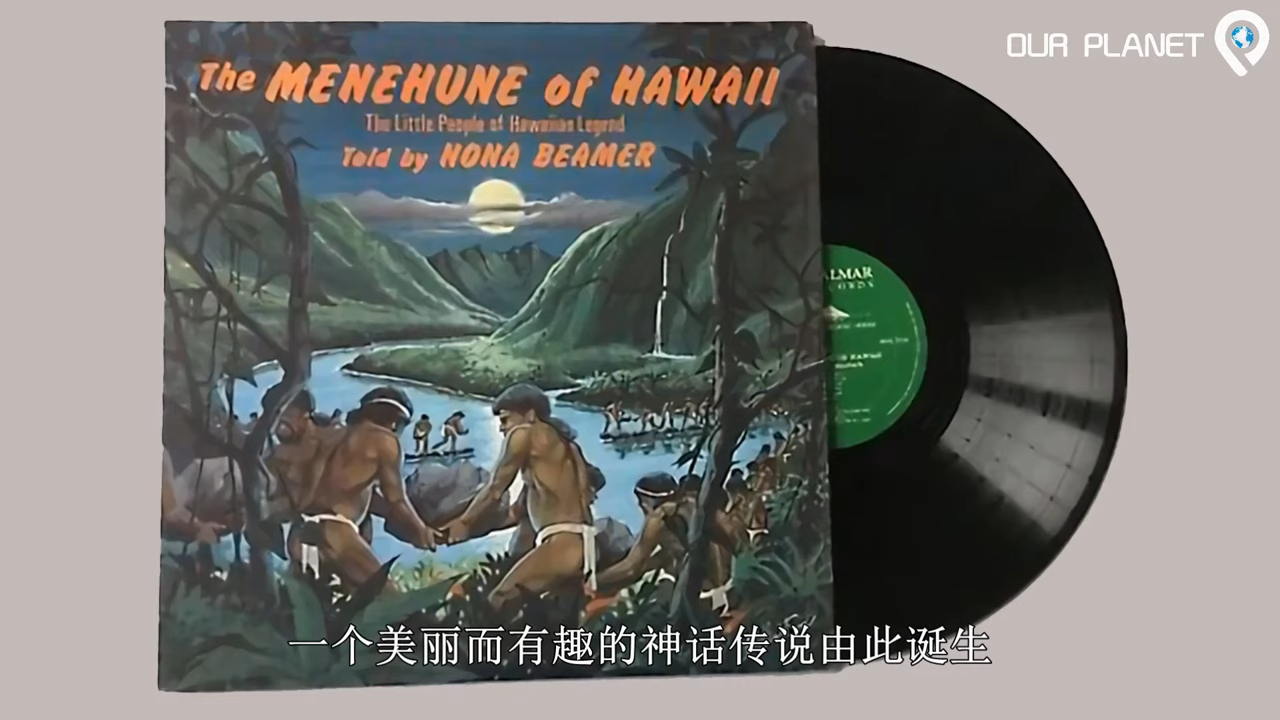 OUR PLANET
The MENEHUNE of HAWAII
The Little People of Hawaiian Legend
Told by NONA BEAMER
ALMAR
一个美丽而有趣的神话传说由此诞生